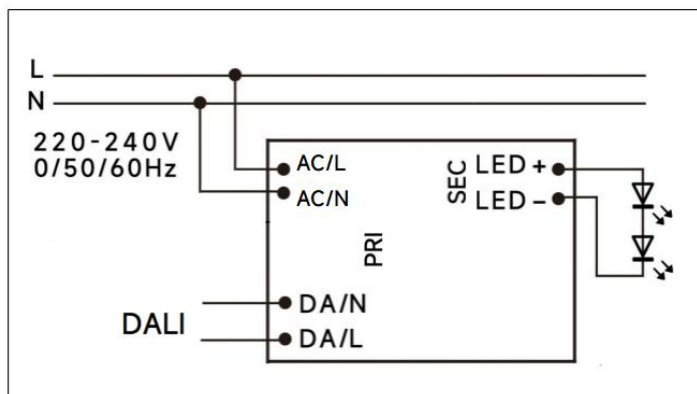 L
N
220-240V
0/50/60Hz
AC/L
AC/N
PRI
SEC
LED +
LED -
DALI
DA/N
DA/L